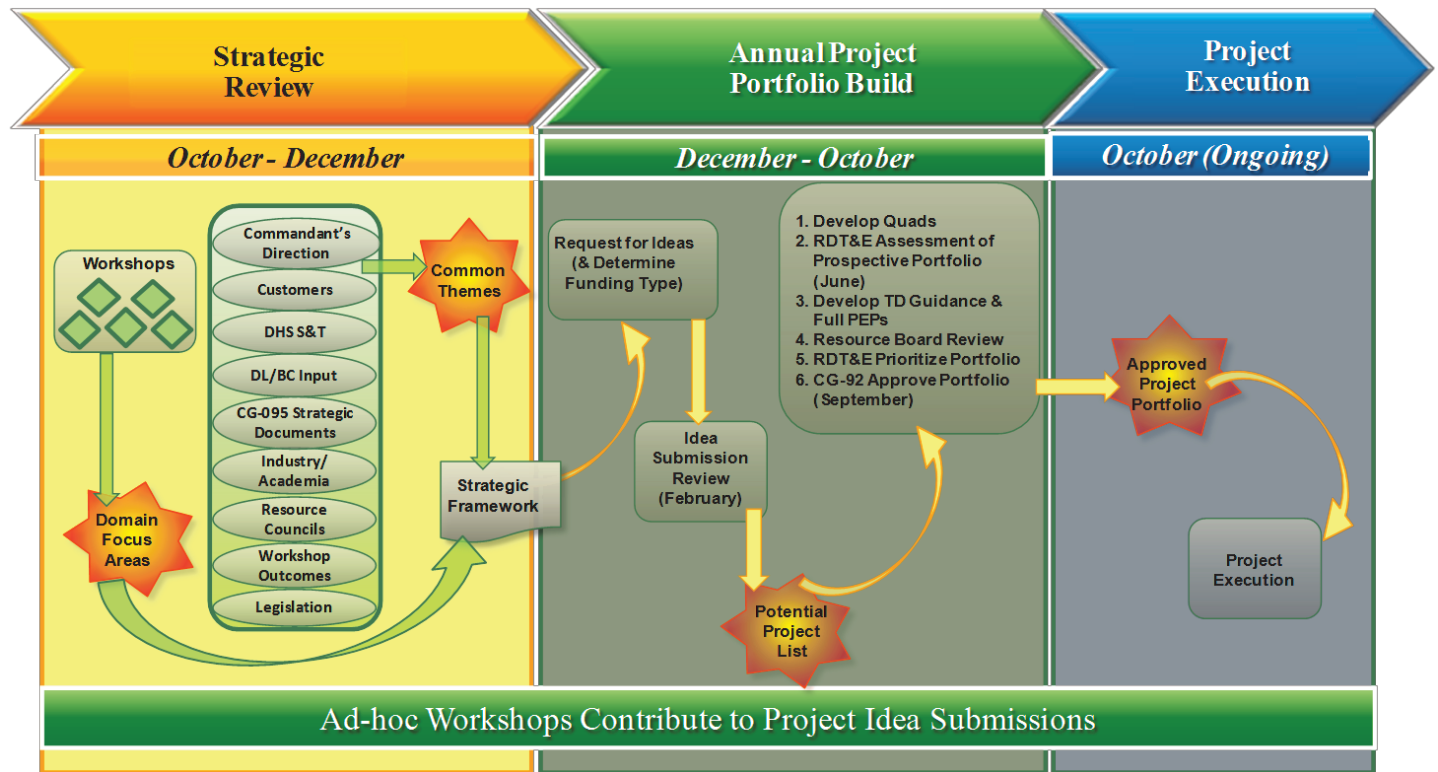 Strategic
Review
Annual Project
Portfolio Build
Project
Execution
October - December
December - October
October (Ongoing)
Workshops
Domain
Focus
Areas
Commandant's
Direction
Customers
DHS S&T
DL/BC Input
CG-095 Strategic
Documents
Industry/
Academia
Resource
Councils
Workshop
Outcomes
Legislation
Common
Themes
Strategic
Framework
Request for Ideas
(& Determine
Funding Type)
Idea
Submission
Review
(February)
Potential
Project
List
1. Develop Quads
2. RDT&E Assessment of
Prospective Portfolio
(June)
3. Develop TD Guidance &
Full PEPs
4. Resource Board Review
5. RDT&E Prioritize Portfolio
6. CG-92 Approve Portfolio
(September)
Approved
Project
Portfolio
Project
Execution
Ad-hoc Workshops Contribute to Project Idea Submissions